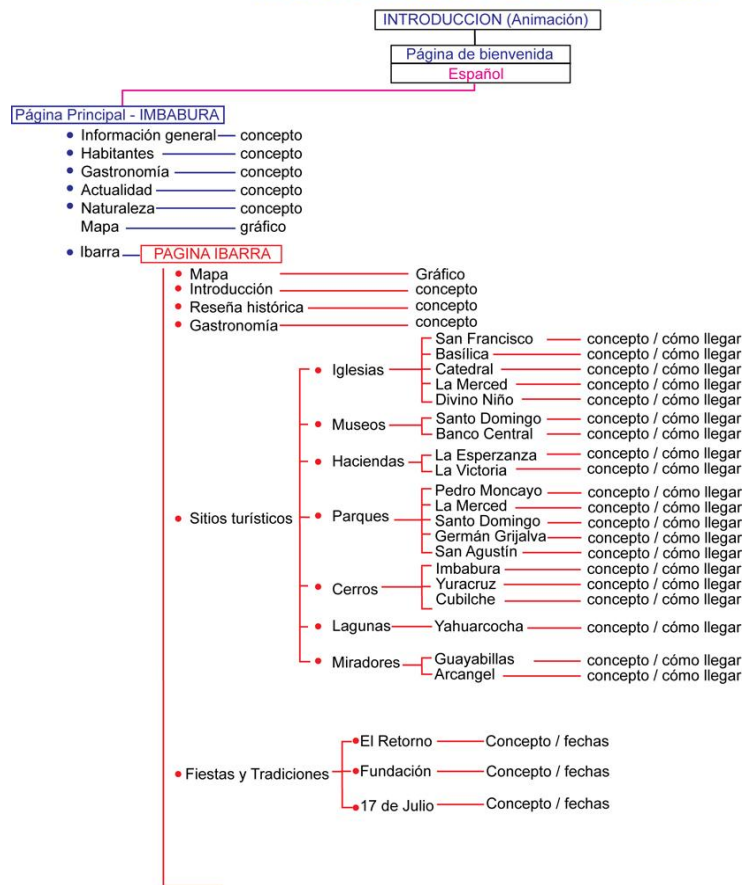 INTRODUCCION (Animación)
Página de bienvenida
Español
Página Principal - IMBABURA
Información general concepto
Habitantes concepto
Gastronomía concepto
Actualidad concepto
Naturaleza concepto
Mapa gráfico
Ibarra PAGINA IBARRA
Mapa Gráfico
Introducción concepto
Reseña histórica concepto
Gastronomía concepto
Sitios turísticos
Iglesias
San Francisco concepto / cómo llegar
Basílica concepto / cómo llegar
Catedral concepto / cómo llegar
La Merced concepto / cómo llegar
Divino Niño concepto / cómo llegar
Museos
Santo Domingo concepto / cómo llegar
Banco Central concepto / cómo llegar
Haciendas
La Esperzanza concepto / cómo llegar
La Victoria concepto / cómo llegar
Parques
Pedro Moncayo concepto / cómo llegar
La Merced concepto / cómo llegar
Santo Domingo concepto / cómo llegar
Germán Grijalva concepto / cómo llegar
San Agustín concepto / cómo llegar
Cerros
Imbabura concepto / cómo llegar
Yuracruz concepto / cómo llegar
Cubilche concepto / cómo llegar
Lagunas Yahuarcocha concepto / cómo llegar
Miradores
Guayabillas concepto / cómo llegar
Arcangel concepto / cómo llegar
Fiestas y Tradiciones
El Retorno Concepto / fechas
Fundación Concepto / fechas
17 de Julio Concepto / fechas